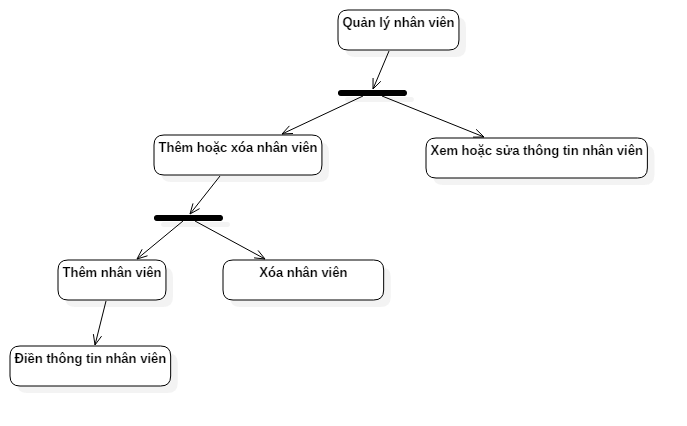 Quản lý nhân viên
Thêm hoặc xóa nhân viên
Xem hoặc sửa thông tin nhân viên
Thêm nhân viên
Xóa nhân viên
Điền thông tin nhân viên